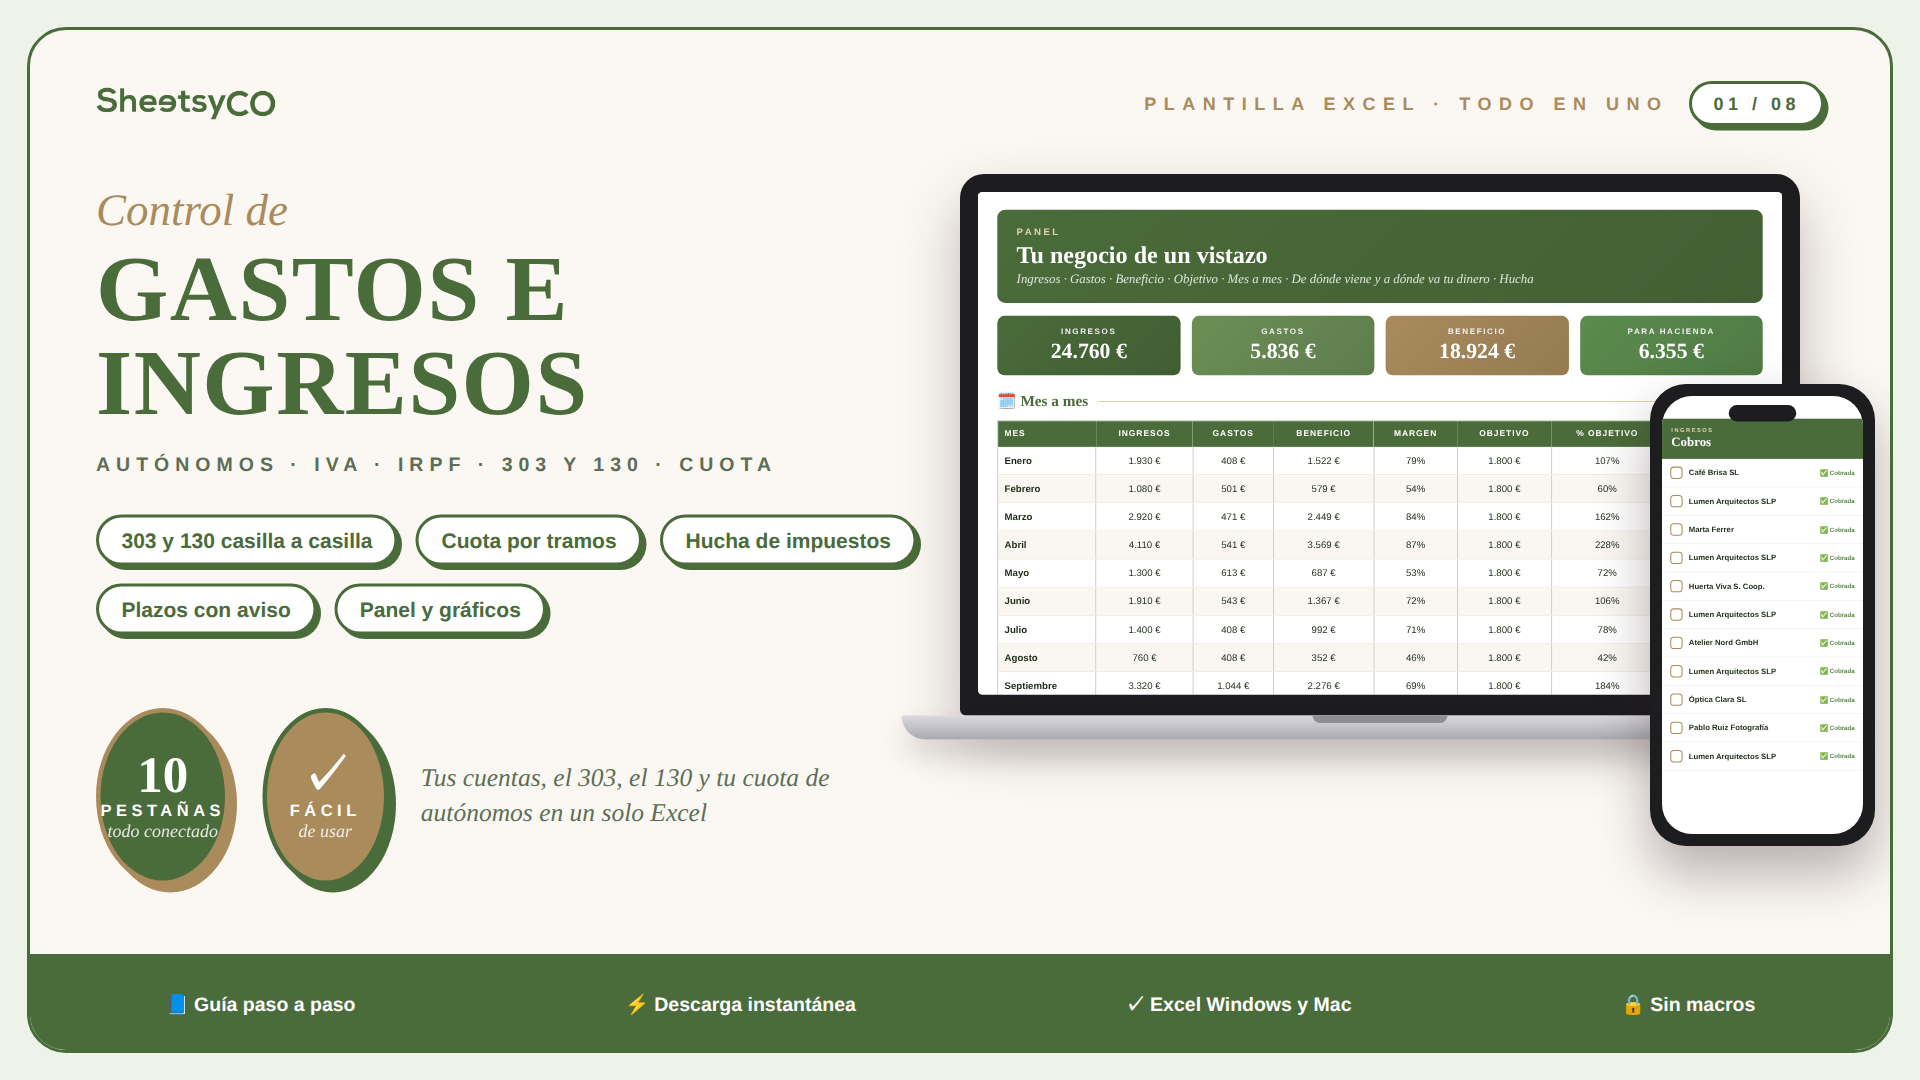 SheetsyCO
PLANTILLA EXCEL · TODO EN UNO
01 / 08
Control de
GASTOS E
INGRESOS
AUTÓNOMOS · IVA · IRPF · 303 Y 130 · CUOTA
303 y 130 casilla a casilla
Cuota por tramos
Hucha de impuestos
Plazos con aviso
Panel y gráficos
10
PESTAÑAS
todo conectado
✓
FÁCIL
de usar
Tus cuentas, el 303, el 130 y tu cuota de
autónomos en un solo Excel
PANEL
Tu negocio de un vistazo
Ingresos · Gastos · Beneficio · Objetivo · Mes a mes · De dónde viene y a dónde va tu dinero · Hucha
INGRESOS
24.760 €
GASTOS
5.836 €
BENEFICIO
18.924 €
PARA HACIENDA
6.355 €
🗓️ Mes a mes
MES INGRESOS GASTOS BENEFICIO MARGEN OBJETIVO % OBJETIVO
Enero 1.930 € 408 € 1.522 € 79% 1.800 € 107%
Febrero 1.080 € 501 € 579 € 54% 1.800 € 60%
Marzo 2.920 € 471 € 2.449 € 84% 1.800 € 162%
Abril 4.110 € 541 € 3.569 € 87% 1.800 € 228%
Mayo 1.300 € 613 € 687 € 53% 1.800 € 72%
Junio 1.910 € 543 € 1.367 € 72% 1.800 € 106%
Julio 1.400 € 408 € 992 € 71% 1.800 € 78%
Agosto 760 € 408 € 352 € 46% 1.800 € 42%
Septiembre 3.320 € 1.044 € 2.276 € 69% 1.800 € 184%
INGRESOS
Cobros
Café Brisa SL ✅ Cobrada
Lumen Arquitectos SLP ✅ Cobrada
Marta Ferrer ✅ Cobrada
Lumen Arquitectos SLP ✅ Cobrada
Huerta Viva S. Coop. ✅ Cobrada
Lumen Arquitectos SLP ✅ Cobrada
Atelier Nord GmbH ✅ Cobrada
Lumen Arquitectos SLP ✅ Cobrada
Óptica Clara SL ✅ Cobrada
Pablo Ruiz Fotografía ✅ Cobrada
Lumen Arquitectos SLP ✅ Cobrada
📘 Guía paso a paso
⚡ Descarga instantánea
✓ Excel Windows y Mac
🔒 Sin macros